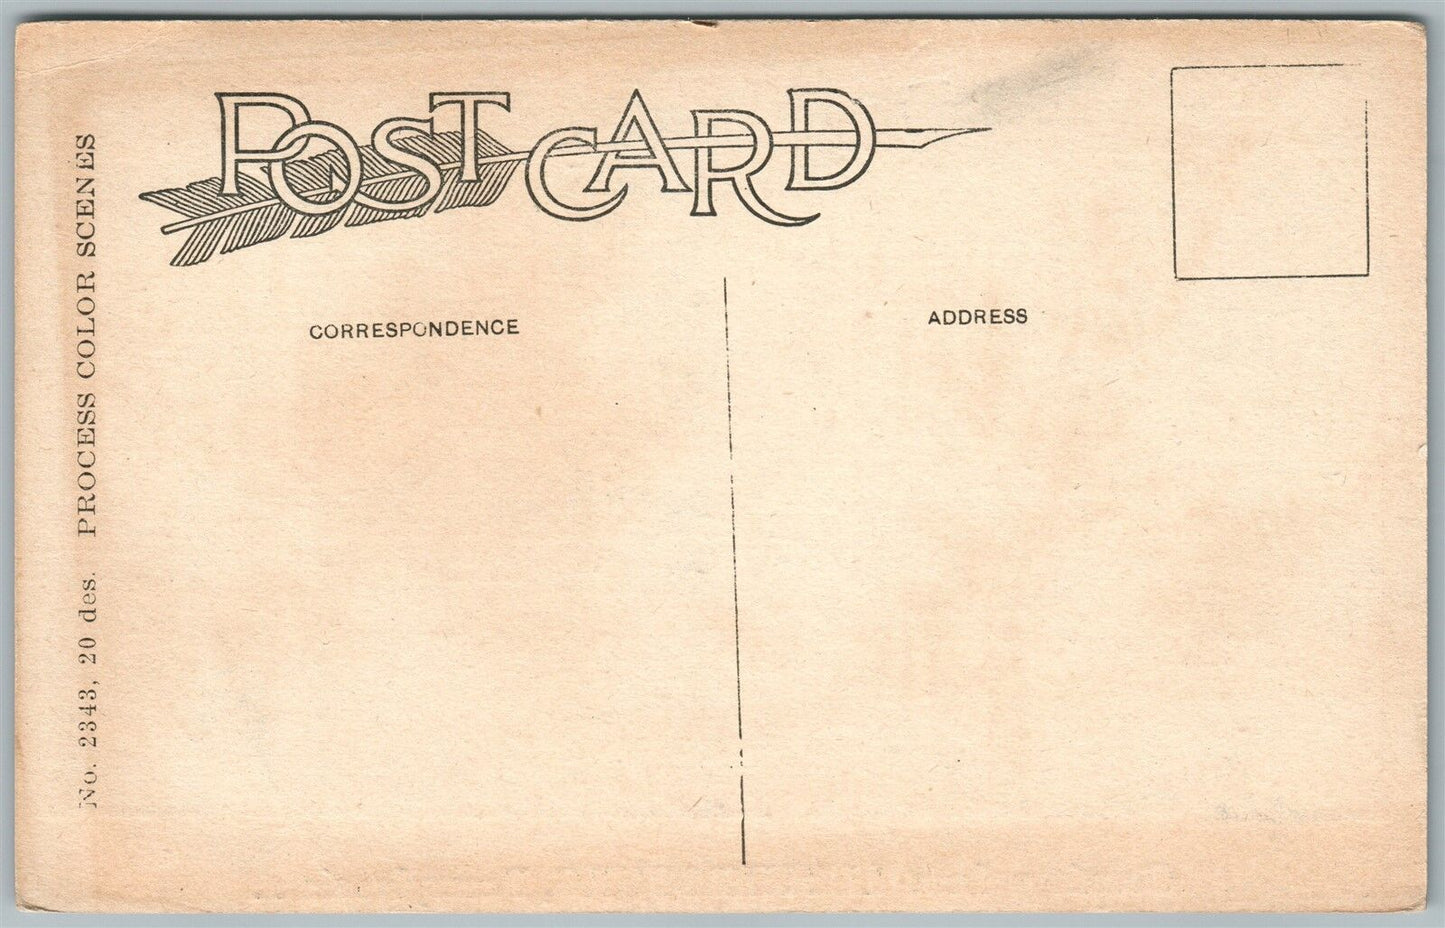 POST CARD
CORRESPONDENCE
ADDRESS
No. 2343, 20 des. PROCESS COLOR SCENES